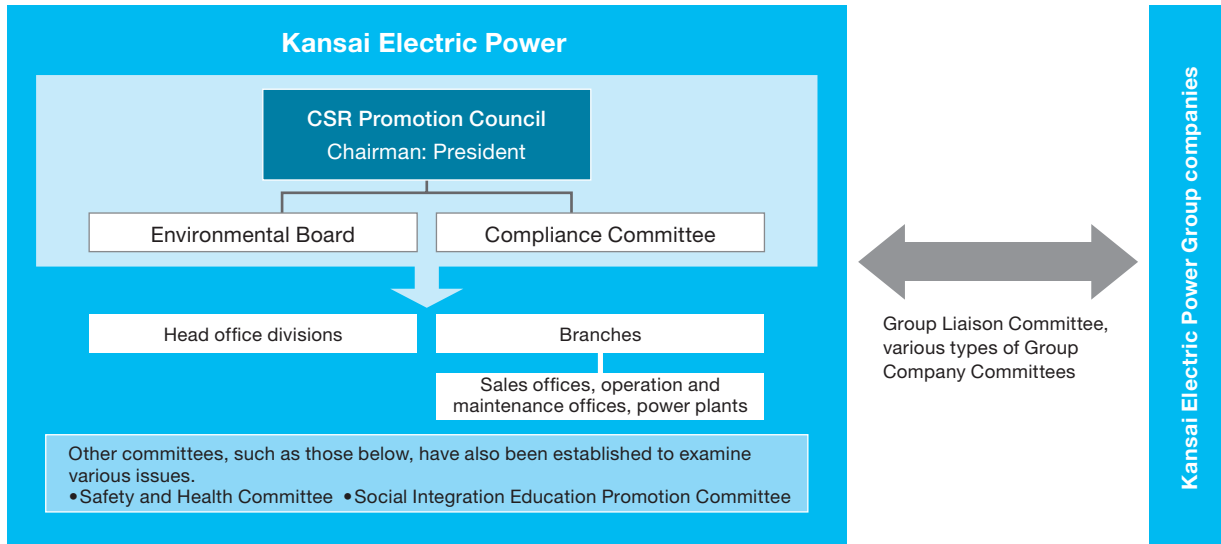 Kansai Electric Power
CSR Promotion Council
Chairman: President
Environmental Board
Compliance Committee
Head office divisions
Branches
Sales offices, operation and
maintenance offices, power plants
Other committees, such as those below, have also been established to examine
various issues.
•Safety and Health Committee •Social Integration Education Promotion Committee
Group Liaison Committee,
various types of Group
Company Committees
Kansai Electric Power Group companies